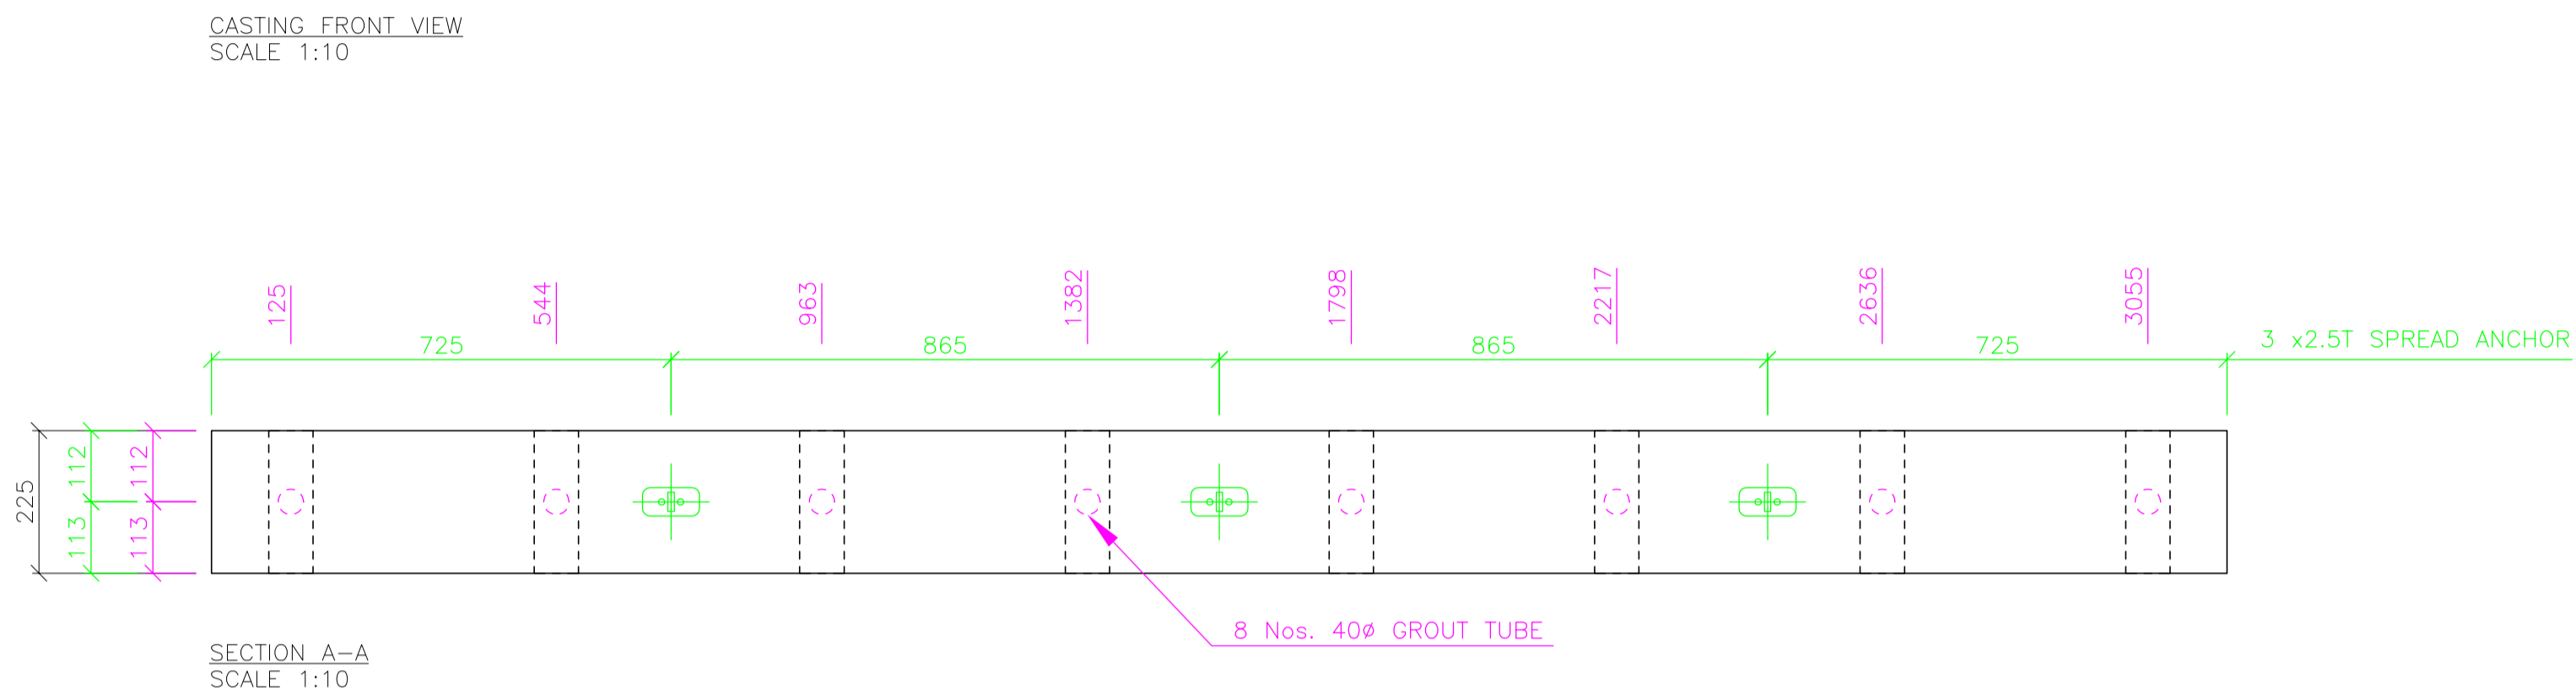 CASTING FRONT VIEW
SCALE 1:10
125
544
963
1382
1798
2217
2636
3055
725
865
865
725
3 x2.5T SPREAD ANCHOR
225
112
113
112
113
8 Nos. 40ø GROUT TUBE
SECTION A-A
SCALE 1:10